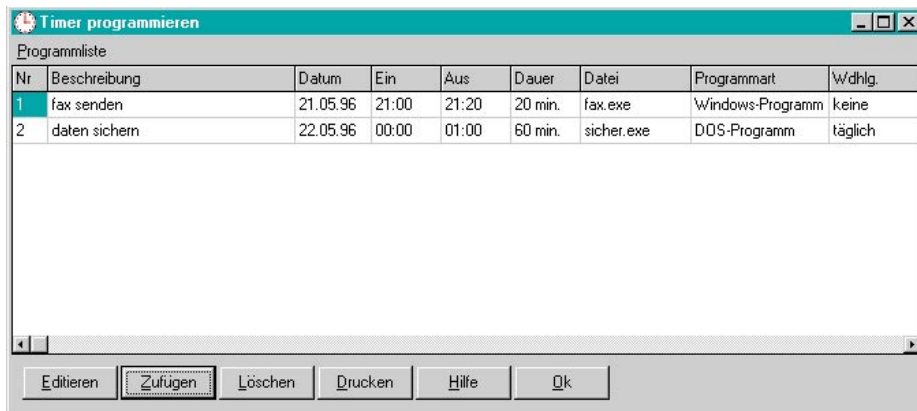 Timer programmieren
Programmliste
Nr Beschreibung Datum Ein Aus Dauer Datei Programmart Wdhlg.
1 fax senden 21.05.96 21:00 21:20 20 min. fax.exe Windows-Programm keine
2 daten sichern 22.05.96 00:00 01:00 60 min. sicher.exe DOS-Programm täglich
Editieren Zufügen Löschen Drucken Hilfe Ok